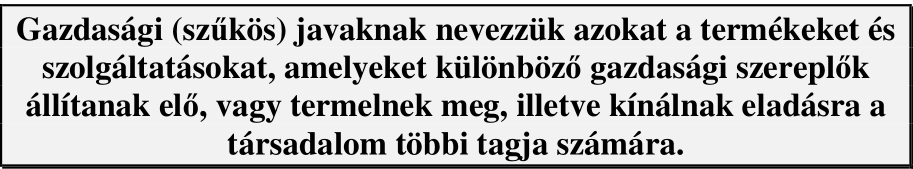 Gazdasági (szűkös) javaknak nevezzük azokat a termékeket és
szolgáltatásokat, amelyeket különböző gazdasági szereplők
állítanak elő, vagy termelnek meg, illetve kínálnak eladásra a
társadalom többi tagja számára.